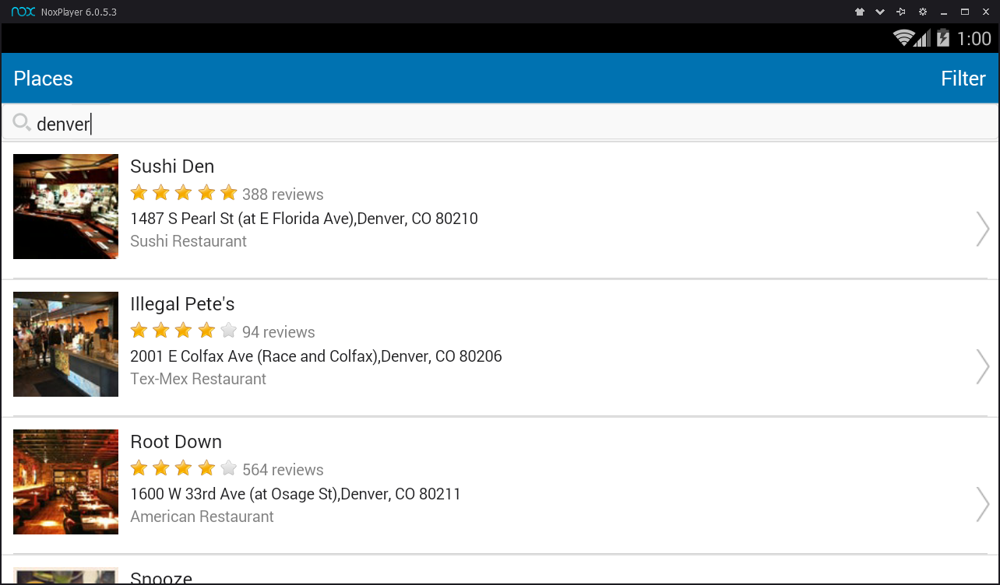 nox NoxPlayer 6.0.5.3
1:00
Places Filter
denver
Sushi Den
388 reviews
1487 S Pearl St (at E Florida Ave),Denver, CO 80210
Sushi Restaurant
Illegal Pete's
94 reviews
2001 E Colfax Ave (Race and Colfax),Denver, CO 80206
Tex-Mex Restaurant
Root Down
564 reviews
1600 W 33rd Ave (at Osage St),Denver, CO 80211
American Restaurant
Snooze